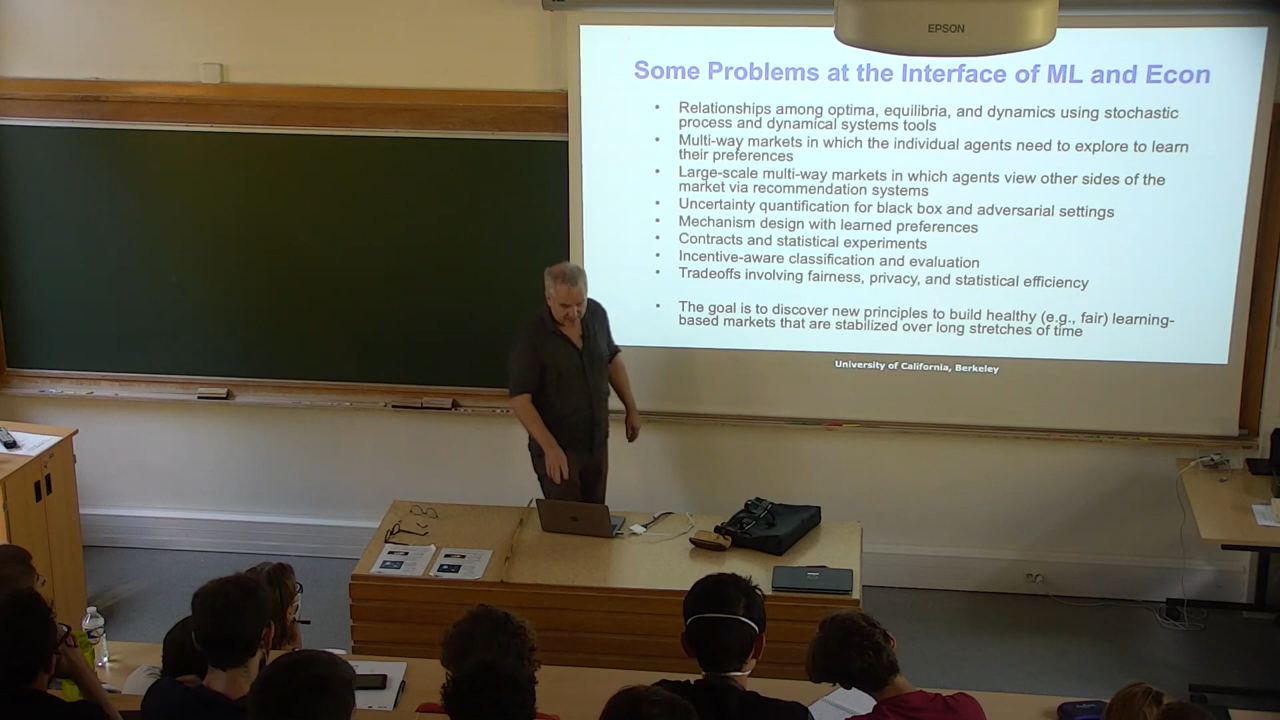 EPSON
Some Problems at the Interface of ML and Econ
• Relationships among optima, equilibria, and dynamics using stochastic
process and dynamical systems tools
• Multi-way markets in which the individual agents need to explore to learn
their preferences
• Large-scale multi-way markets in which agents view other sides of the
market via recommendation systems
• Uncertainty quantification for black box and adversarial settings
• Mechanism design with learned preferences
• Contracts and statistical experiments
• Incentive-aware classification and evaluation
• Tradeoffs involving fairness, privacy, and statistical efficiency
• The goal is to discover new principles to build healthy (e.g., fair) learning-
based markets that are stabilized over long stretches of time
University of California, Berkeley